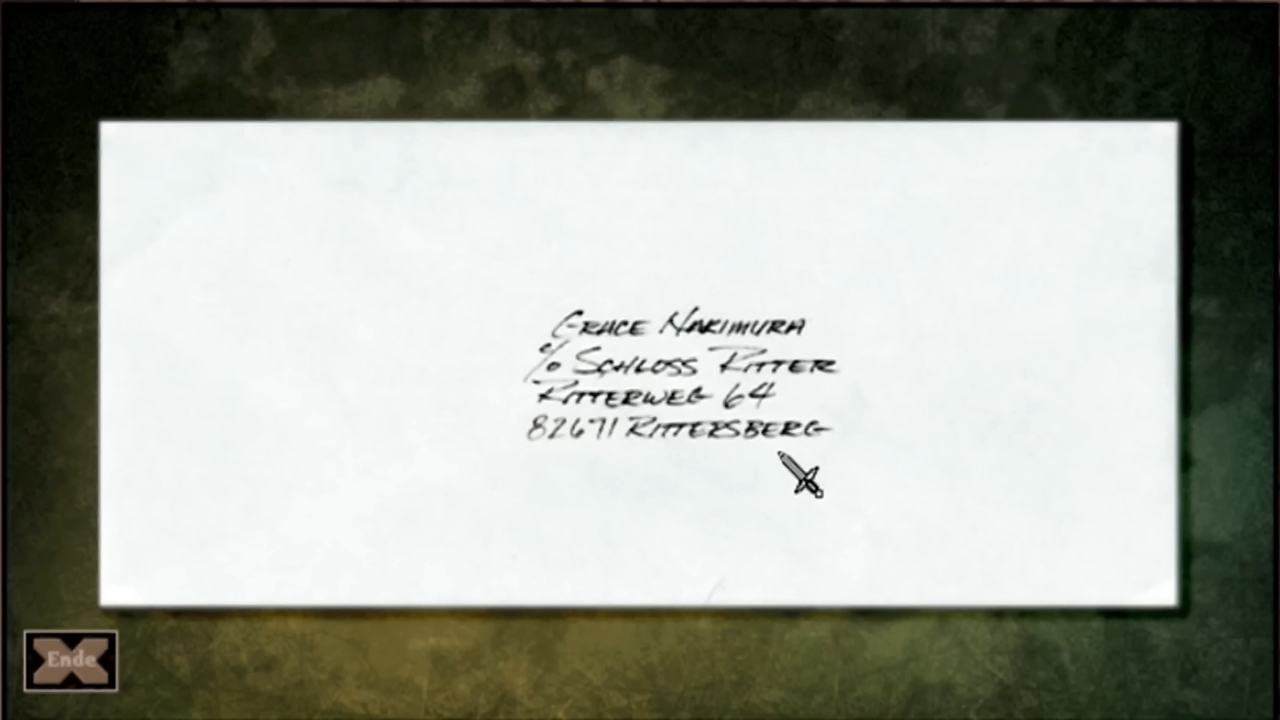 GRACE NAKIMURA
c/o SCHLOSS RITTER
RITTERWEG 64
82671 RITTERSBERG
Ende